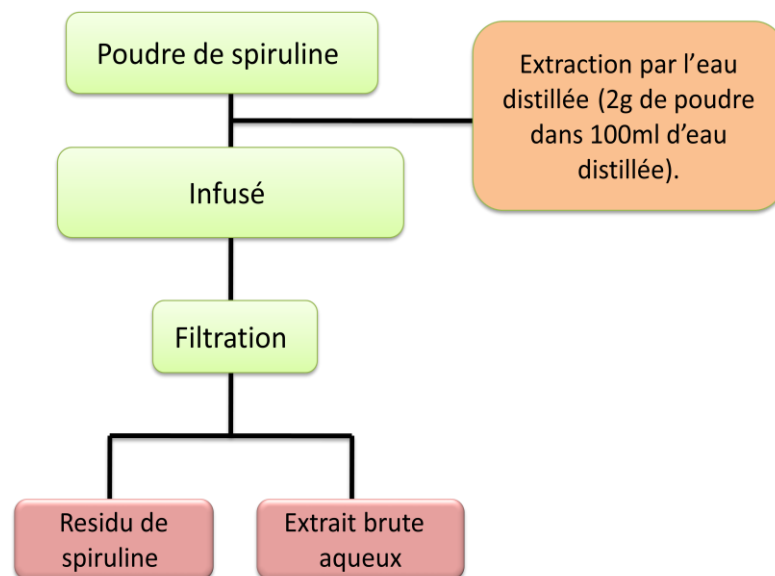 Poudre de spiruline
Extraction par l’eau
distillée (2g de poudre
dans 100ml d’eau
distillée).
Infusé
Filtration
Residu de
spiruline
Extrait brute
aqueux